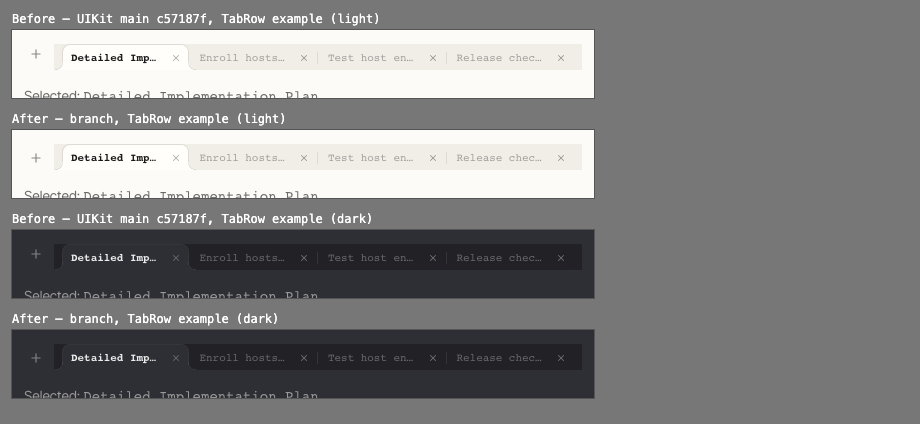 Before — UIKit main c57187f, TabRow example (light)
+ Detailed Imp… × Enroll hosts… × Test host en… × Release chec… ×
Selected: Detailed Implementation Plan
After — branch, TabRow example (light)
+ Detailed Imp… × Enroll hosts… × Test host en… × Release chec… ×
Selected: Detailed Implementation Plan
Before — UIKit main c57187f, TabRow example (dark)
+ Detailed Imp… × Enroll hosts… × Test host en… × Release chec… ×
Selected: Detailed Implementation Plan
After — branch, TabRow example (dark)
+ Detailed Imp… × Enroll hosts… × Test host en… × Release chec… ×
Selected: Detailed Implementation Plan